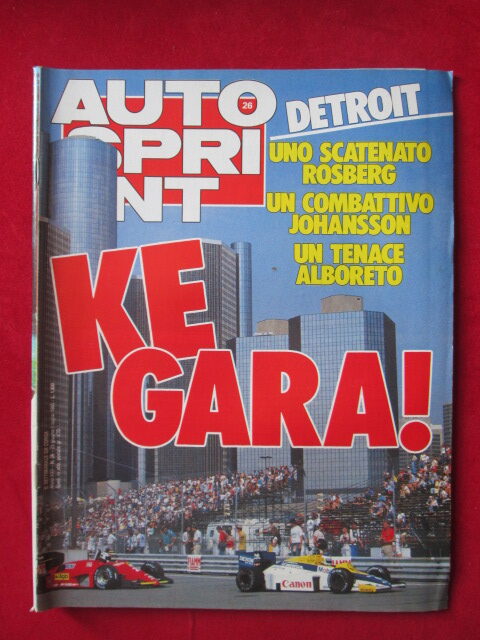 AUTO
26
SPRI
NT
DETROIT
UNO SCATENATO
ROSBERG
UN COMBATTIVO
JOHANSSON
UN TENACE
ALBORETO
KE
GARA!
Canon